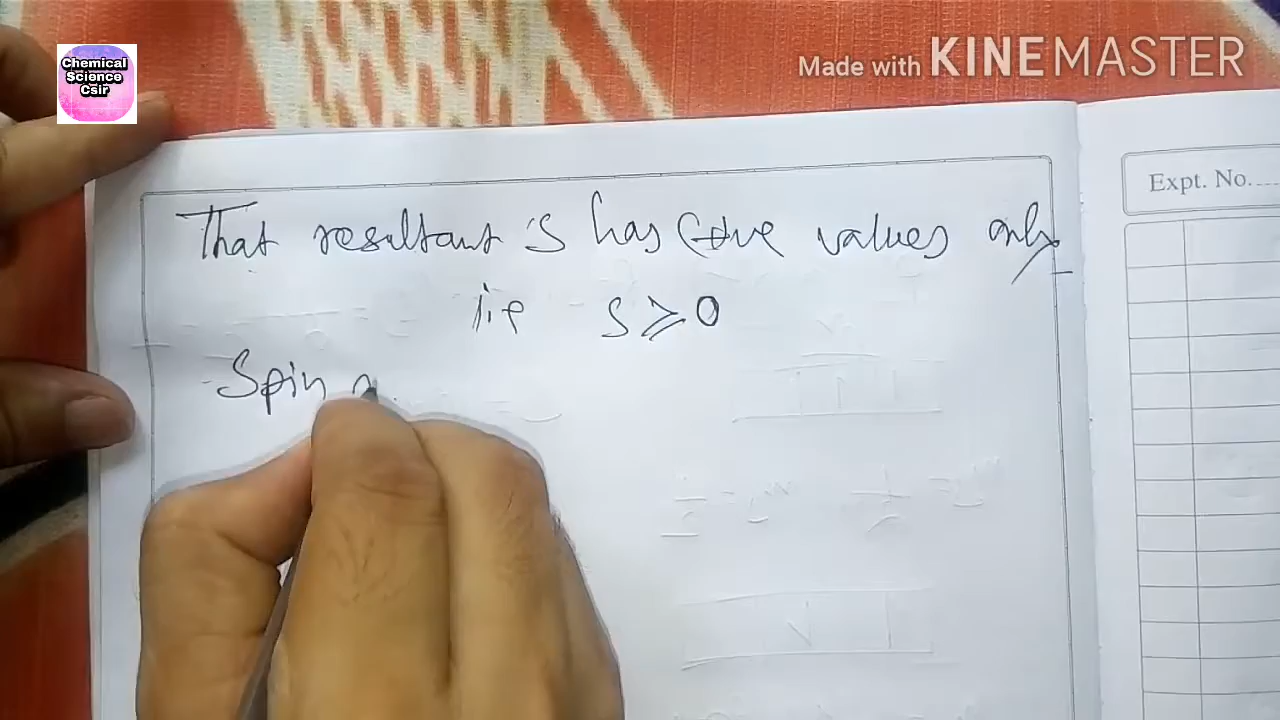 Chemical
Science
Csir
Made with KINEMASTER
Expt. No.
That resultant 'S has (+)ve values only
i.e S ≥ 0
Spin